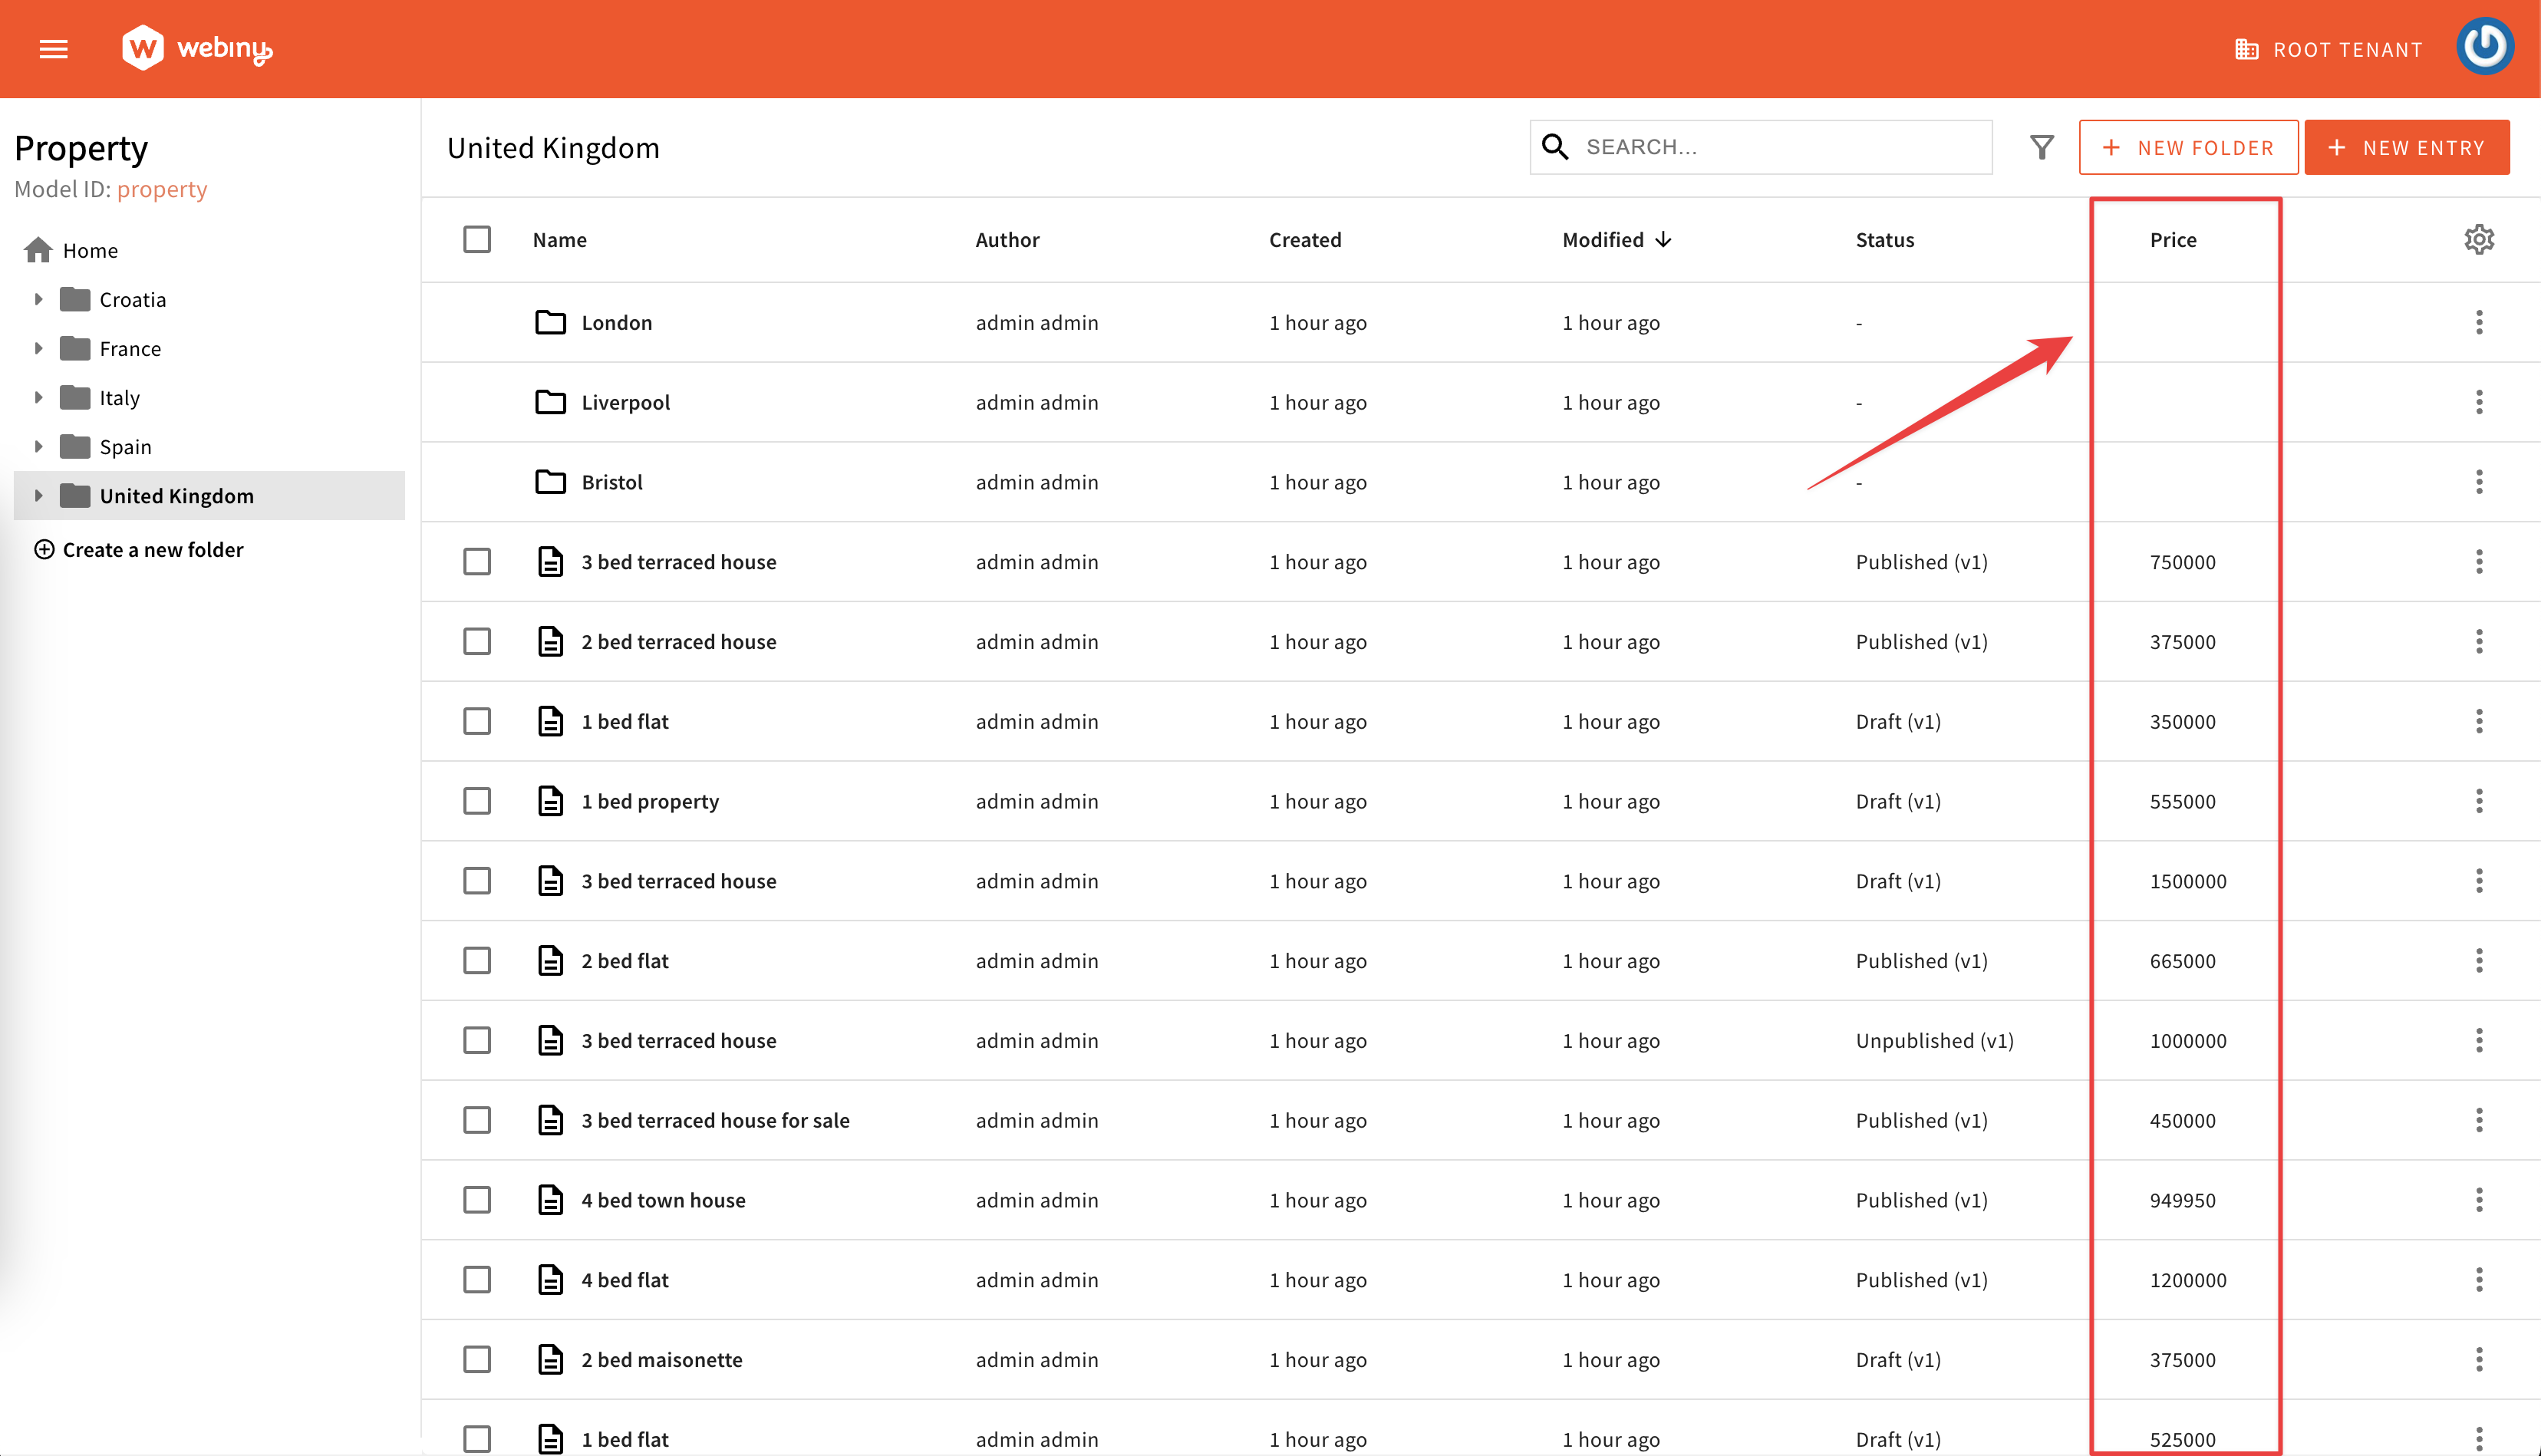 webiny
ROOT TENANT
Property
Model ID: property
Home
Croatia
France
Italy
Spain
United Kingdom
Create a new folder
United Kingdom
SEARCH...
+ NEW FOLDER
+ NEW ENTRY
Name Author Created Modified Status Price
London admin admin 1 hour ago 1 hour ago -
Liverpool admin admin 1 hour ago 1 hour ago -
Bristol admin admin 1 hour ago 1 hour ago -
3 bed terraced house admin admin 1 hour ago 1 hour ago Published (v1) 750000
2 bed terraced house admin admin 1 hour ago 1 hour ago Published (v1) 375000
1 bed flat admin admin 1 hour ago 1 hour ago Draft (v1) 350000
1 bed property admin admin 1 hour ago 1 hour ago Draft (v1) 555000
3 bed terraced house admin admin 1 hour ago 1 hour ago Draft (v1) 1500000
2 bed flat admin admin 1 hour ago 1 hour ago Published (v1) 665000
3 bed terraced house admin admin 1 hour ago 1 hour ago Unpublished (v1) 1000000
3 bed terraced house for sale admin admin 1 hour ago 1 hour ago Published (v1) 450000
4 bed town house admin admin 1 hour ago 1 hour ago Published (v1) 949950
4 bed flat admin admin 1 hour ago 1 hour ago Published (v1) 1200000
2 bed maisonette admin admin 1 hour ago 1 hour ago Draft (v1) 375000
1 bed flat admin admin 1 hour ago 1 hour ago Draft (v1) 525000